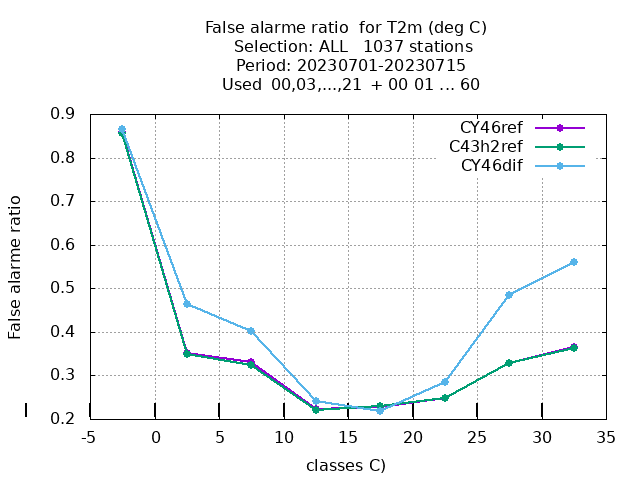 False alarme ratio  for T2m (deg C)
Selection: ALL   1037 stations
Period: 20230701-20230715
Used  00,03,...,21  + 00 01 ... 60
CY46ref
C43h2ref
CY46dif
False alarme ratio
0.9
0.8
0.7
0.6
0.5
0.4
0.3
0.2
-5 0 5 10 15 20 25 30 35
classes C)